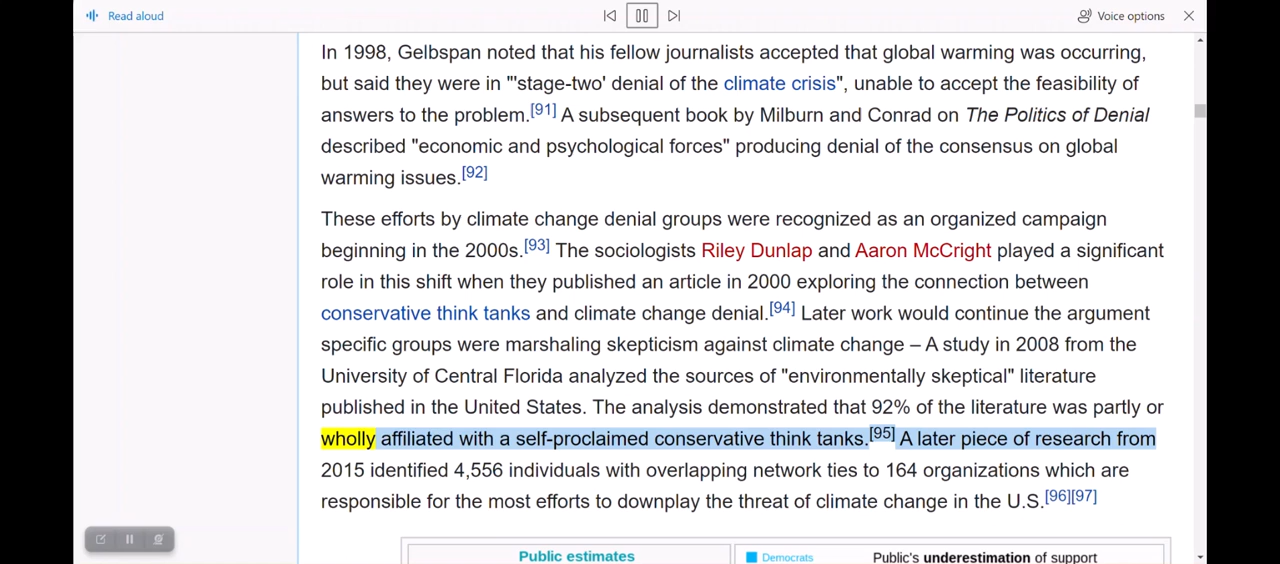 Read aloud
Voice options
In 1998, Gelbspan noted that his fellow journalists accepted that global warming was occurring,
but said they were in "'stage-two' denial of the climate crisis", unable to accept the feasibility of
answers to the problem.[91] A subsequent book by Milburn and Conrad on The Politics of Denial
described "economic and psychological forces" producing denial of the consensus on global
warming issues.[92]
These efforts by climate change denial groups were recognized as an organized campaign
beginning in the 2000s.[93] The sociologists Riley Dunlap and Aaron McCright played a significant
role in this shift when they published an article in 2000 exploring the connection between
conservative think tanks and climate change denial.[94] Later work would continue the argument
specific groups were marshaling skepticism against climate change – A study in 2008 from the
University of Central Florida analyzed the sources of "environmentally skeptical" literature
published in the United States. The analysis demonstrated that 92% of the literature was partly or
wholly affiliated with a self-proclaimed conservative think tanks.[95] A later piece of research from
2015 identified 4,556 individuals with overlapping network ties to 164 organizations which are
responsible for the most efforts to downplay the threat of climate change in the U.S.[96][97]
Public estimates
Democrats
Public's underestimation of support